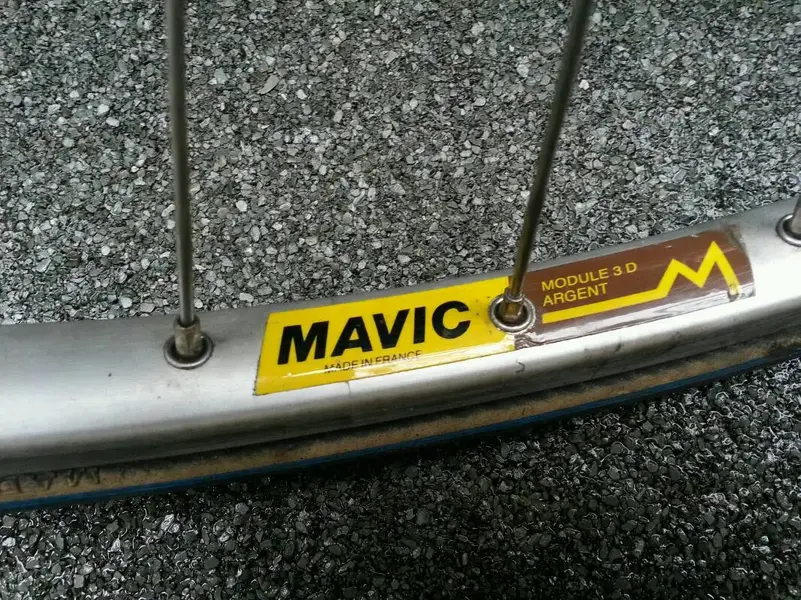 MAVIC
MADE IN FRANCE
MODULE 3 D
ARGENT